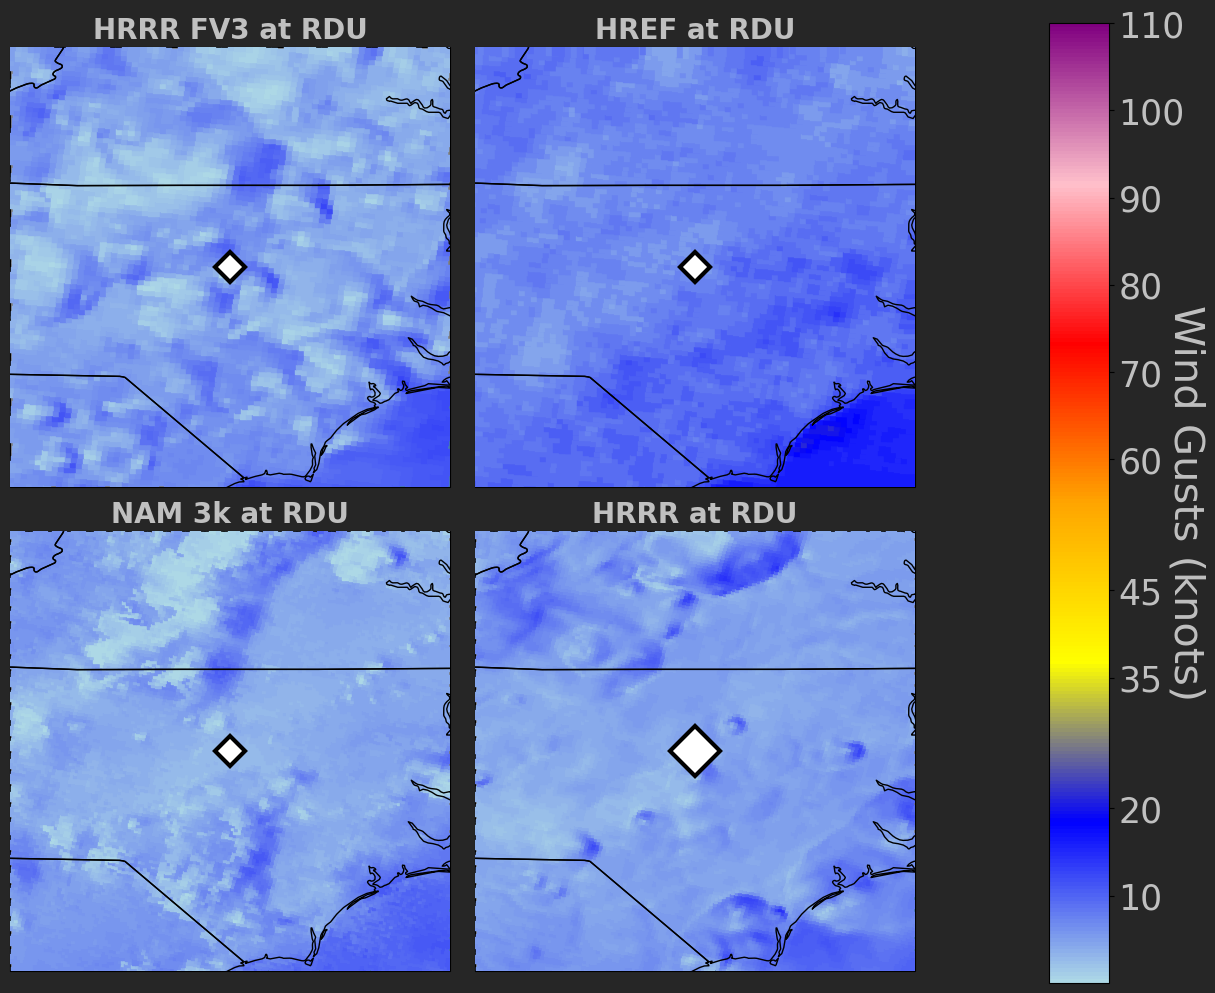 HRRR FV3 at RDU
HREF at RDU
NAM 3k at RDU
HRRR at RDU
110
100
90
80
70
60
45
35
20
10
Wind Gusts (knots)